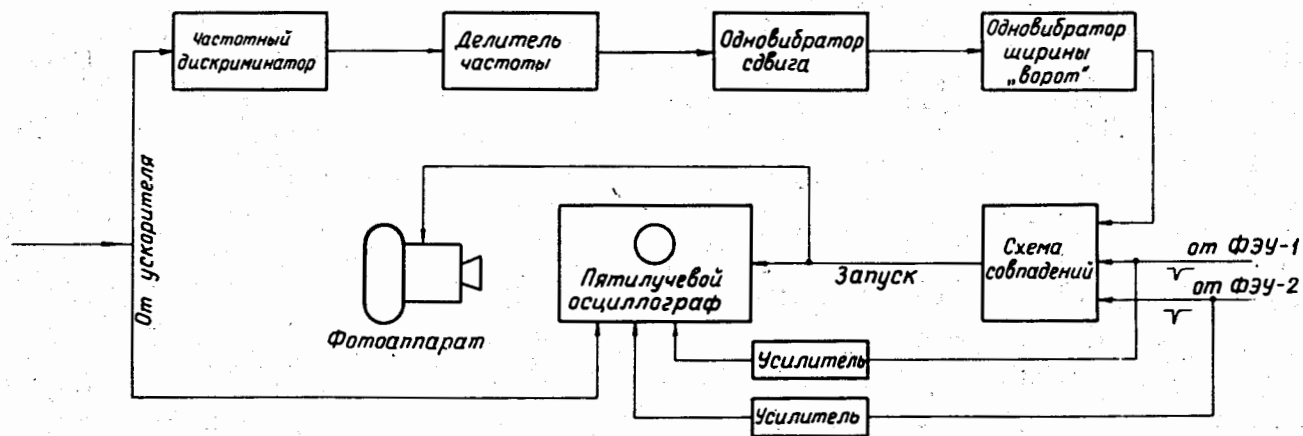 Частотный
дискриминатор
Делитель
частоты
Одновибратор
сдвига
Одновибратор
ширины
„ворот“
От ускорителя
Фотоаппарат
Пятилучевой
осциллограф
Запуск
Схема
совпадений
от ФЭУ-1
от ФЭУ-2
Усилитель
Усилитель